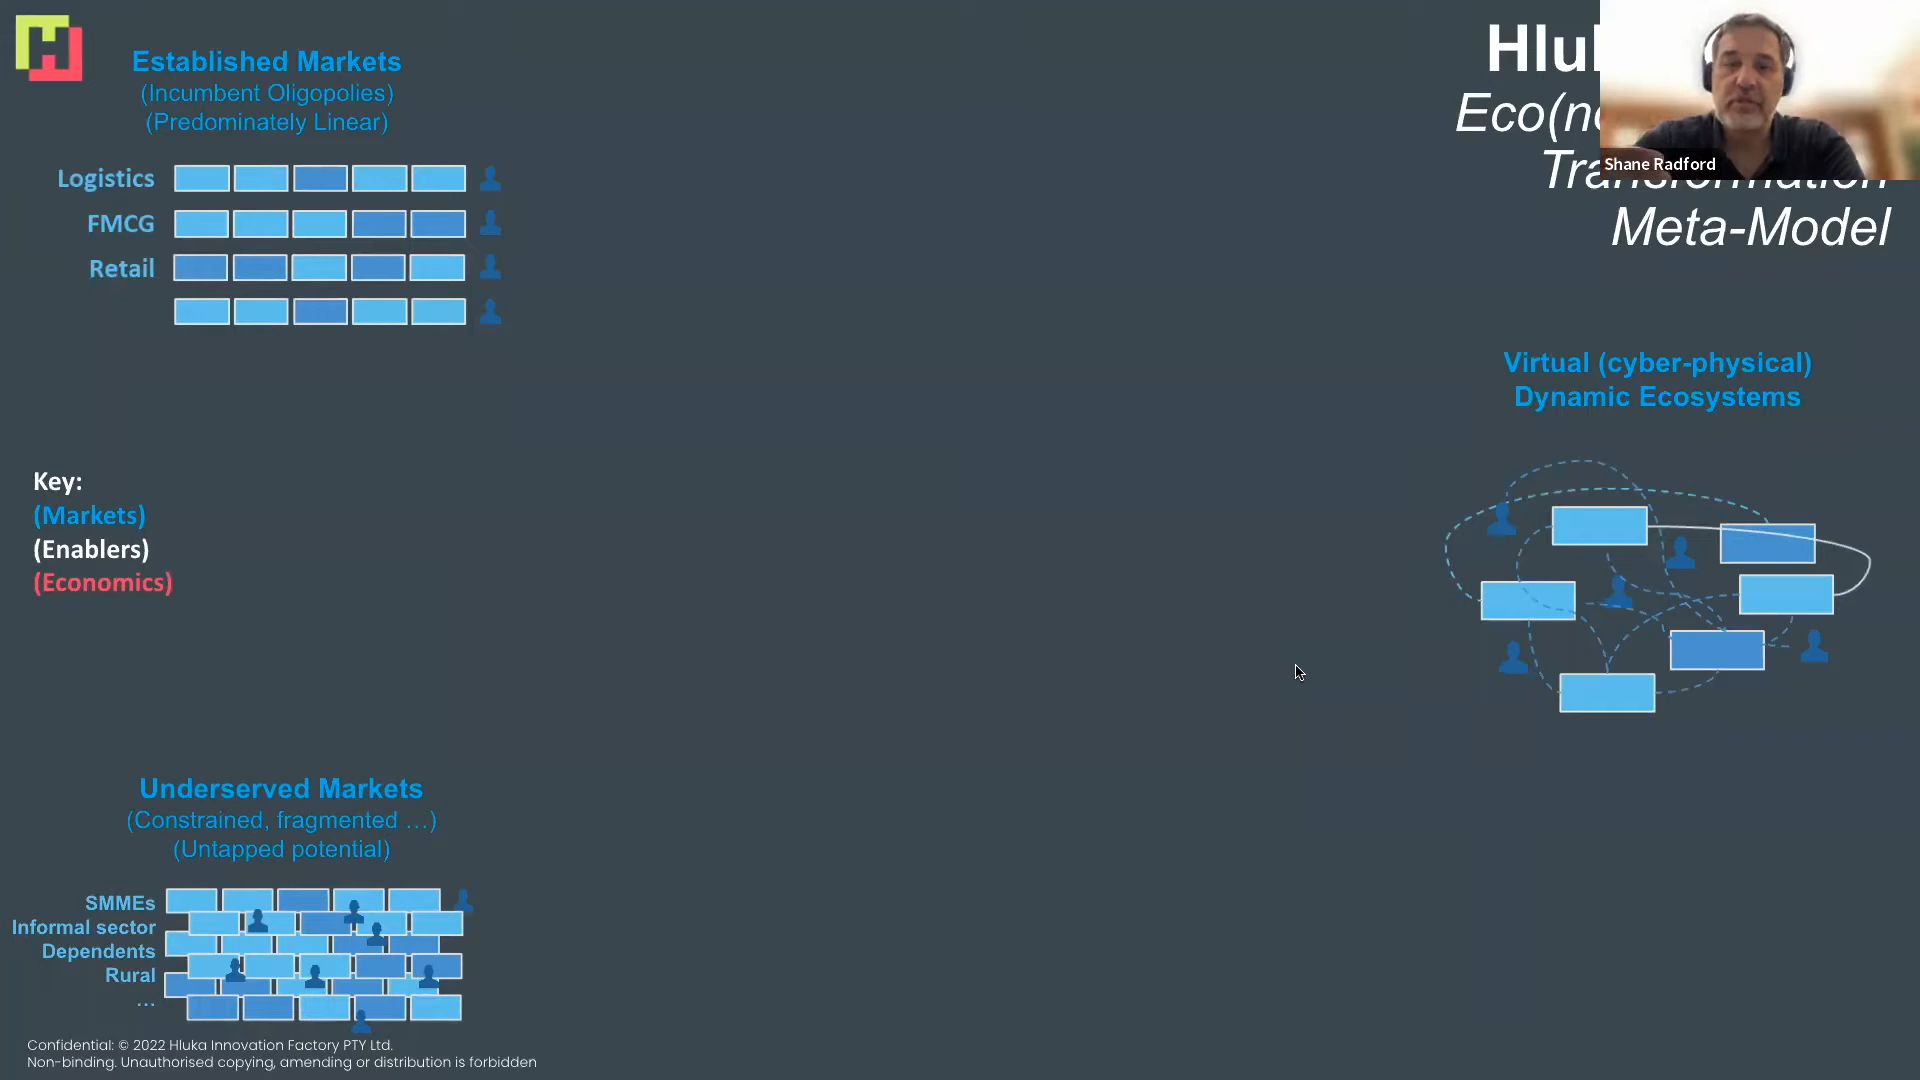 Established Markets
(Incumbent Oligopolies)
(Predominately Linear)
Logistics
FMCG
Retail
Key:
(Markets)
(Enablers)
(Economics)
Underserved Markets
(Constrained, fragmented ...)
(Untapped potential)
SMMEs
Informal sector
Dependents
Rural
...
Confidential: © 2022 Hluka Innovation Factory PTY Ltd.
Non-binding. Unauthorised copying, amending or distribution is forbidden
Shane Radford
Transformation
Meta-Model
Virtual (cyber-physical)
Dynamic Ecosystems